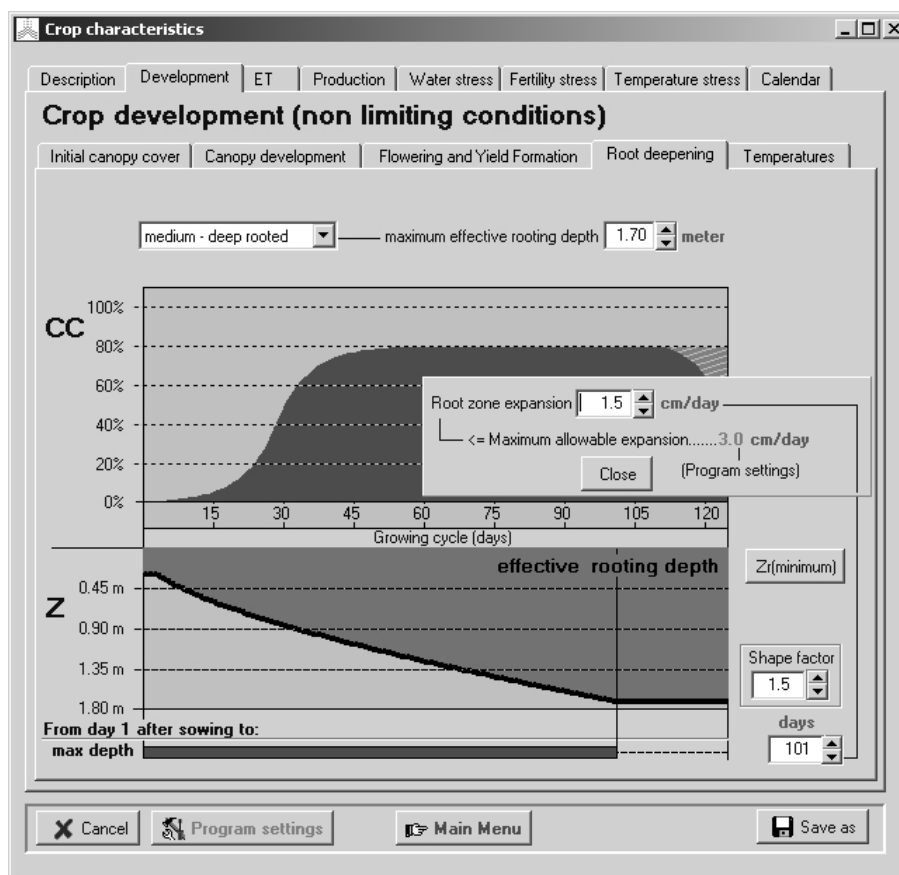 Crop characteristics
Description Development ET Production Water stress Fertility stress Temperature stress Calendar
Crop development (non limiting conditions)
Initial canopy cover Canopy development Flowering and Yield Formation Root deepening Temperatures
medium - deep rooted maximum effective rooting depth 1.70 meter
CC
100%
80%
60%
40%
20%
0%
Root zone expansion 1.5 cm/day
<= Maximum allowable expansion......3.0 cm/day
Close (Program settings)
15 30 45 60 75 90 105 120
Growing cycle (days)
effective rooting depth
Zr(minimum)
Z
0.45 m
0.90 m
1.35 m
1.80 m
Shape factor
1.5
From day 1 after sowing to:
days
max depth
101
Cancel Program settings Main Menu Save as